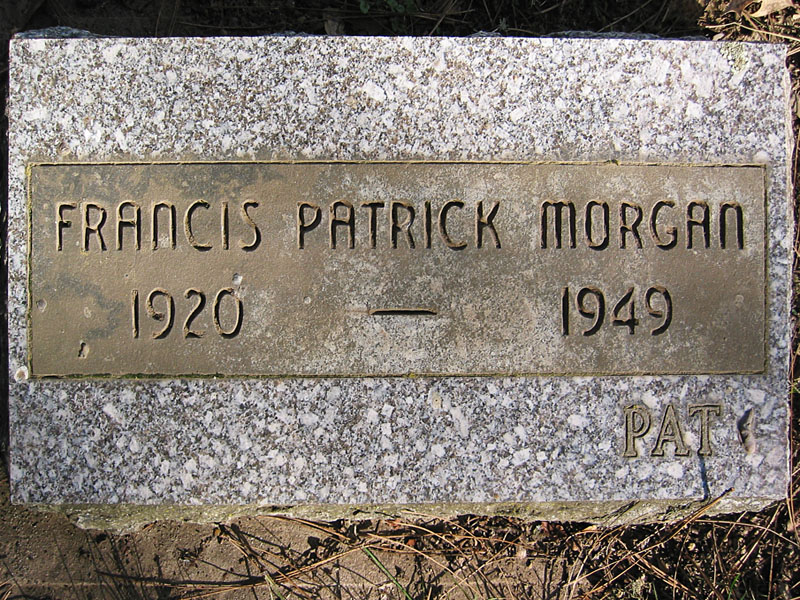 FRANCIS PATRICK MORGAN
1920 — 1949
PAT